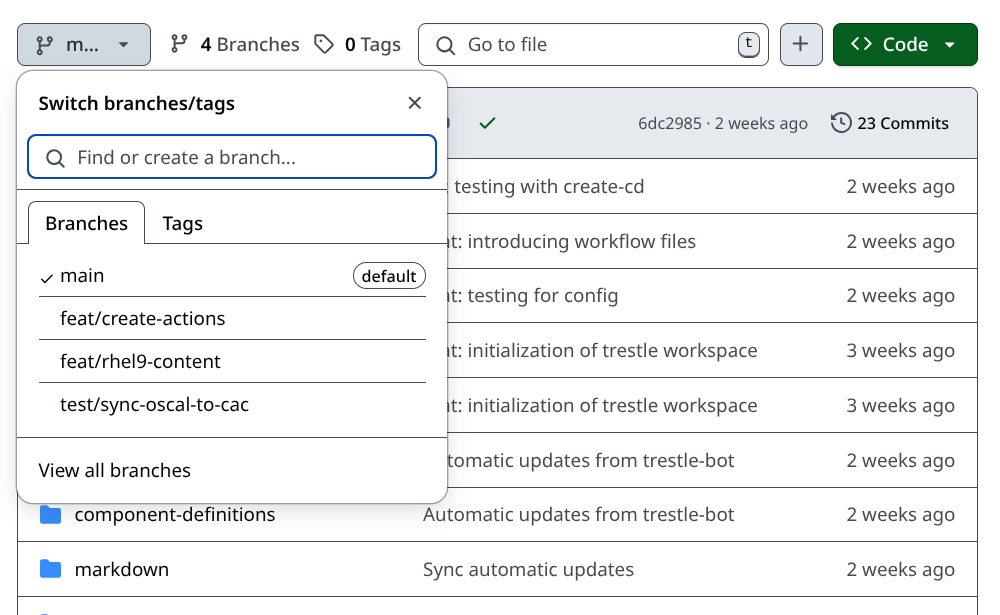 m...
4 Branches
0 Tags
Go to file
t
Code
Switch branches/tags
6dc2985 · 2 weeks ago
23 Commits
Find or create a branch...
testing with create-cd
2 weeks ago
Branches
Tags
at: introducing workflow files
2 weeks ago
main
default
at: testing for config
2 weeks ago
feat/create-actions
feat/rhel9-content
at: initialization of trestle workspace
3 weeks ago
test/sync-oscal-to-cac
at: initialization of trestle workspace
3 weeks ago
View all branches
tomatic updates from trestle-bot
2 weeks ago
component-definitions
Automatic updates from trestle-bot
2 weeks ago
markdown
Sync automatic updates
2 weeks ago